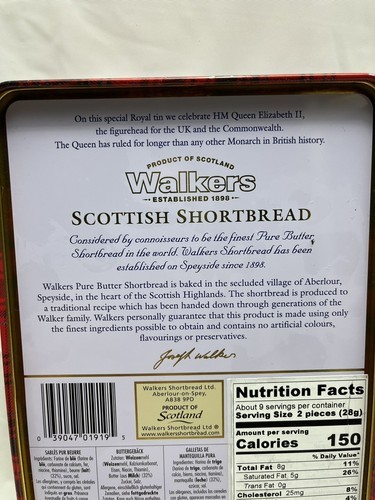 On this special Royal tin we celebrate HM Queen Elizabeth II,
the figurehead for the UK and the Commonwealth.
The Queen has ruled for longer than any other Monarch in British history.
PRODUCT OF SCOTLAND
Walkers
ESTABLISHED 1898
SCOTTISH SHORTBREAD
Considered by connoisseurs to be the finest Pure Butter
Shortbread in the world. Walkers Shortbread has been
established on Speyside since 1898.
Walkers Pure Butter Shortbread is baked in the secluded village of Aberlour,
Speyside, in the heart of the Scottish Highlands. The shortbread is produced to
a traditional recipe which has been handed down through generations of the
Walker family. Walkers personally guarantee that this product is made using only
the finest ingredients possible to obtain and contains no artificial colours,
flavourings or preservatives.
Joseph Walker
0 39047 01919 5
Walkers Shortbread Ltd.
Aberlour-on-Spey,
AB38 9PD
PRODUCT OF
Scotland
Walkers Shortbread Ltd ®
www.walkersshortbread.com
Nutrition Facts
About 9 servings per container
Serving Size 2 pieces (28g)
Amount per serving
Calories 150
% Daily Value*
Total Fat 8g 11%
Saturated Fat 5g 26%
Trans Fat 0g
Cholesterol 25mg 8%
4%
SABLÉS PUR BEURRE
BUTTERGEBÄCK
GALLETAS DE
MANTEQUILLA PURA